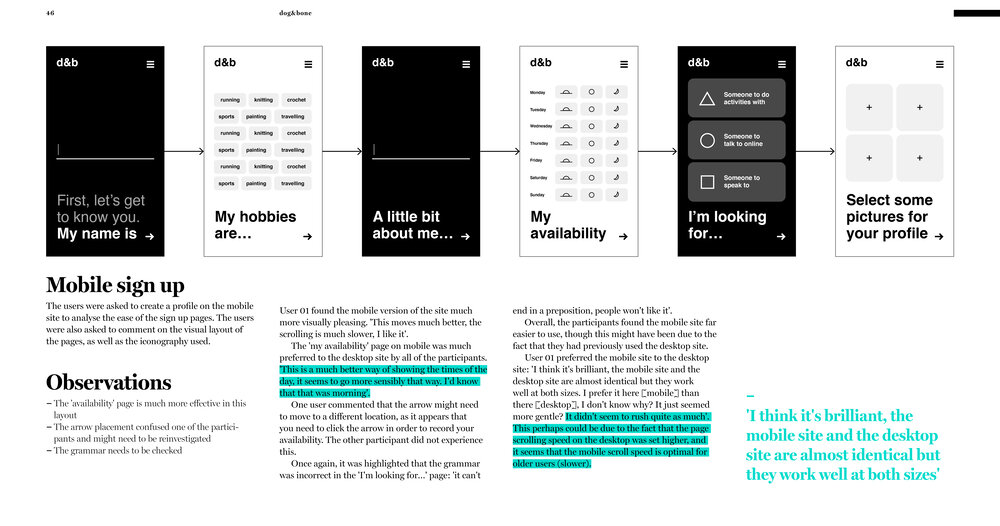 46
dog&bone
d&b
First, let's get
to know you.
My name is
d&b
running knitting crochet
sports painting travelling
running knitting crochet
sports painting travelling
running knitting crochet
sports painting travelling
My hobbies
are...
d&b
A little bit
about me...
d&b
Monday
Tuesday
Wednesday
Thursday
Friday
Saturday
Sunday
My
availability
d&b
Someone to do
activities with
Someone to
talk to online
Someone to
speak to
I'm looking
for...
d&b
+ +
+ +
Select some
pictures for
your profile
Mobile sign up
The users were asked to create a profile on the mobile
site to analyse the ease of the sign up pages. The users
were also asked to comment on the visual layout of
the pages, as well as the iconography used.
Observations
– The 'availability' page is much more effective in this
layout
– The arrow placement confused one of the partici-
pants and might need to be reinvestigated
– The grammar needs to be checked
User 01 found the mobile version of the site much
more visually pleasing. 'This moves much better, the
scrolling is much slower, I like it'.
The 'my availability' page on mobile was much
preferred to the desktop site by all of the participants.
'This is a much better way of showing the times of the
day, it seems to go more sensibly that way. I'd know
that that was morning'.
One user commented that the arrow might need
to move to a different location, as it appears that
you need to click the arrow in order to record your
availability. The other participant did not experience
this.
Once again, it was highlighted that the grammar
was incorrect in the 'I'm looking for...' page: 'it can't
end in a preposition, people won't like it'.
Overall, the participants found the mobile site far
easier to use, though this might have been due to the
fact that they had previously used the desktop site.
User 01 preferred the mobile site to the desktop
site: 'I think it's brilliant, the mobile site and the
desktop site are almost identical but they work
well at both sizes. I prefer it here [mobile] than
there [desktop], I don't know why? It just seemed
more gentle? It didn't seem to rush quite as much'.
This perhaps could be due to the fact that the page
scrolling speed on the desktop was set higher, and
it seems that the mobile scroll speed is optimal for
older users (slower).
–
'I think it's brilliant, the
mobile site and the desktop
site are almost identical but
they work well at both sizes'